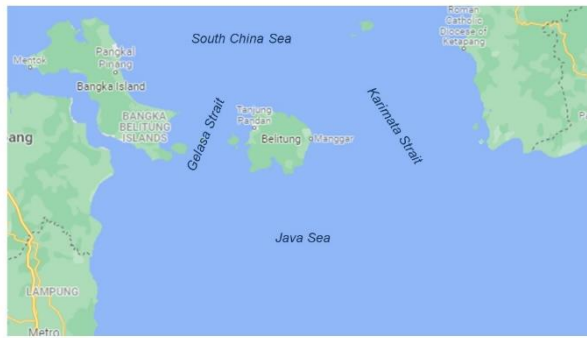 South China Sea
Roman
Catholic
Diocese of
Ketapang
Mentok
Pangkal
Pinang
Bangka Island
BANGKA
BELITUNG
ISLANDS
Gelasa Strait
Tanjung
Pandan
Belitung
Manggar
Karimata Strait
bang
Java Sea
LAMPUNG
Metro